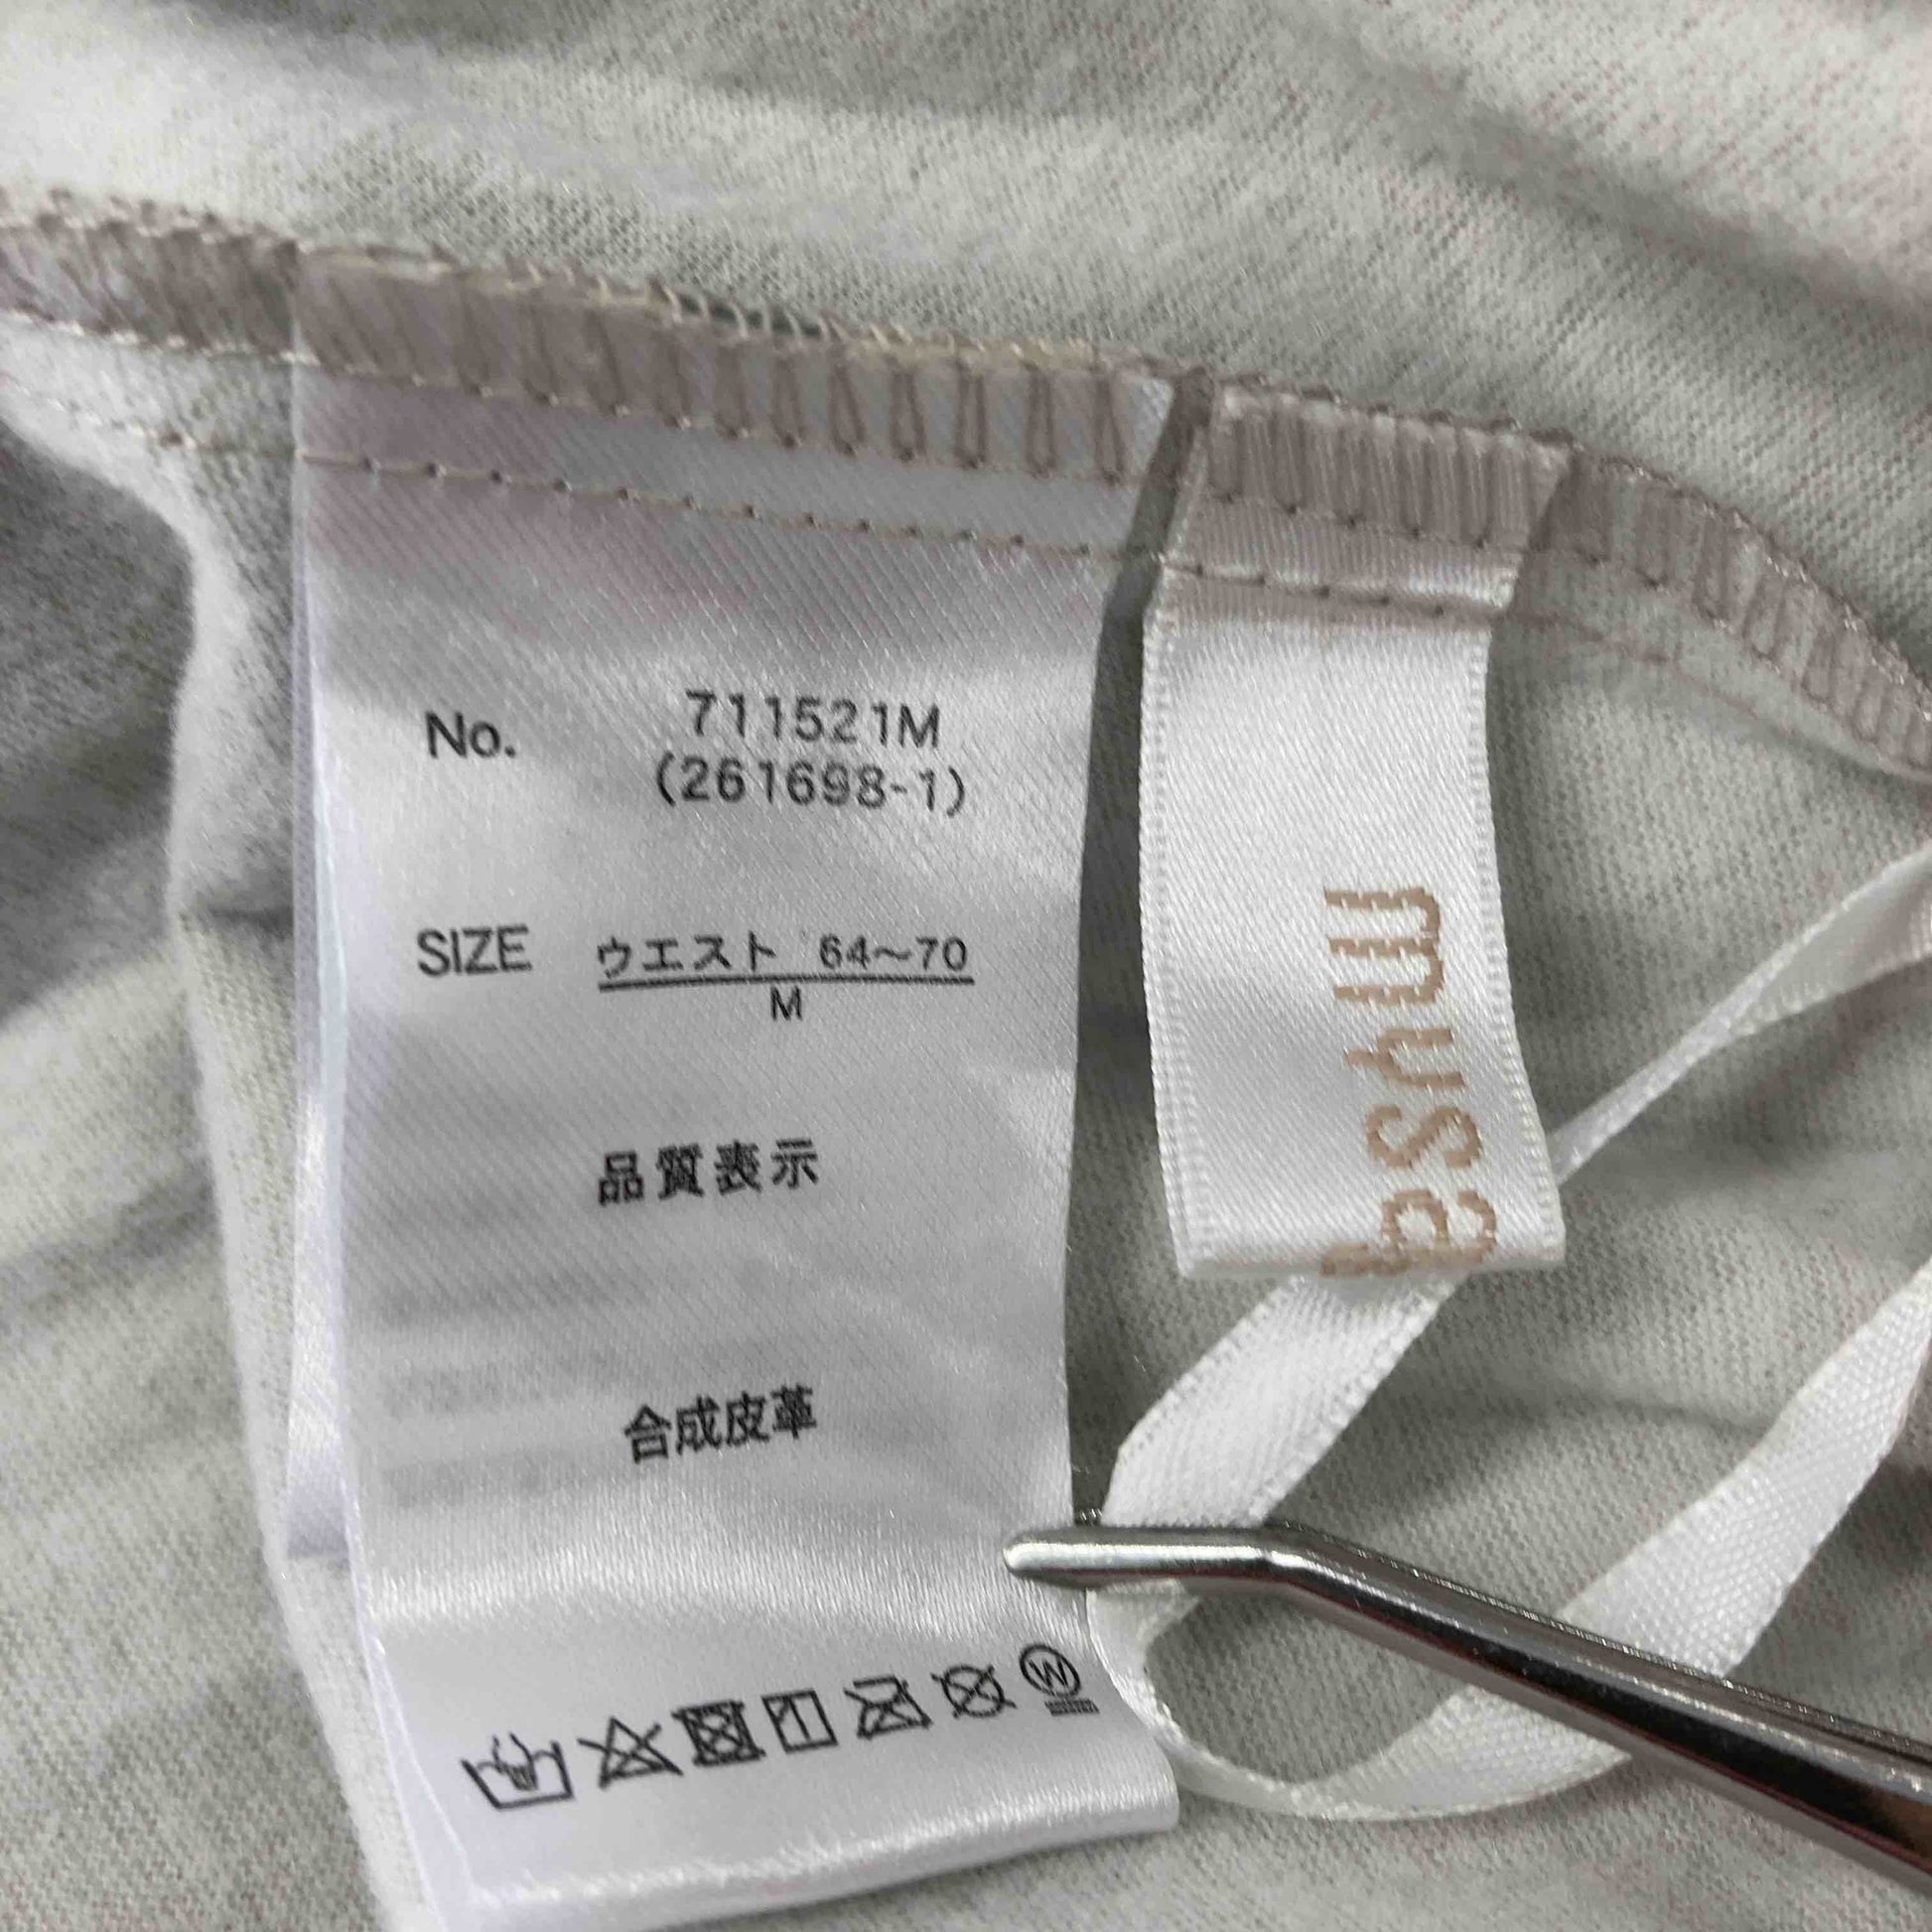 No. 711521M
(261698-1)
SIZE ウエスト 64～70
M
品質表示
合成皮革
W
mysa